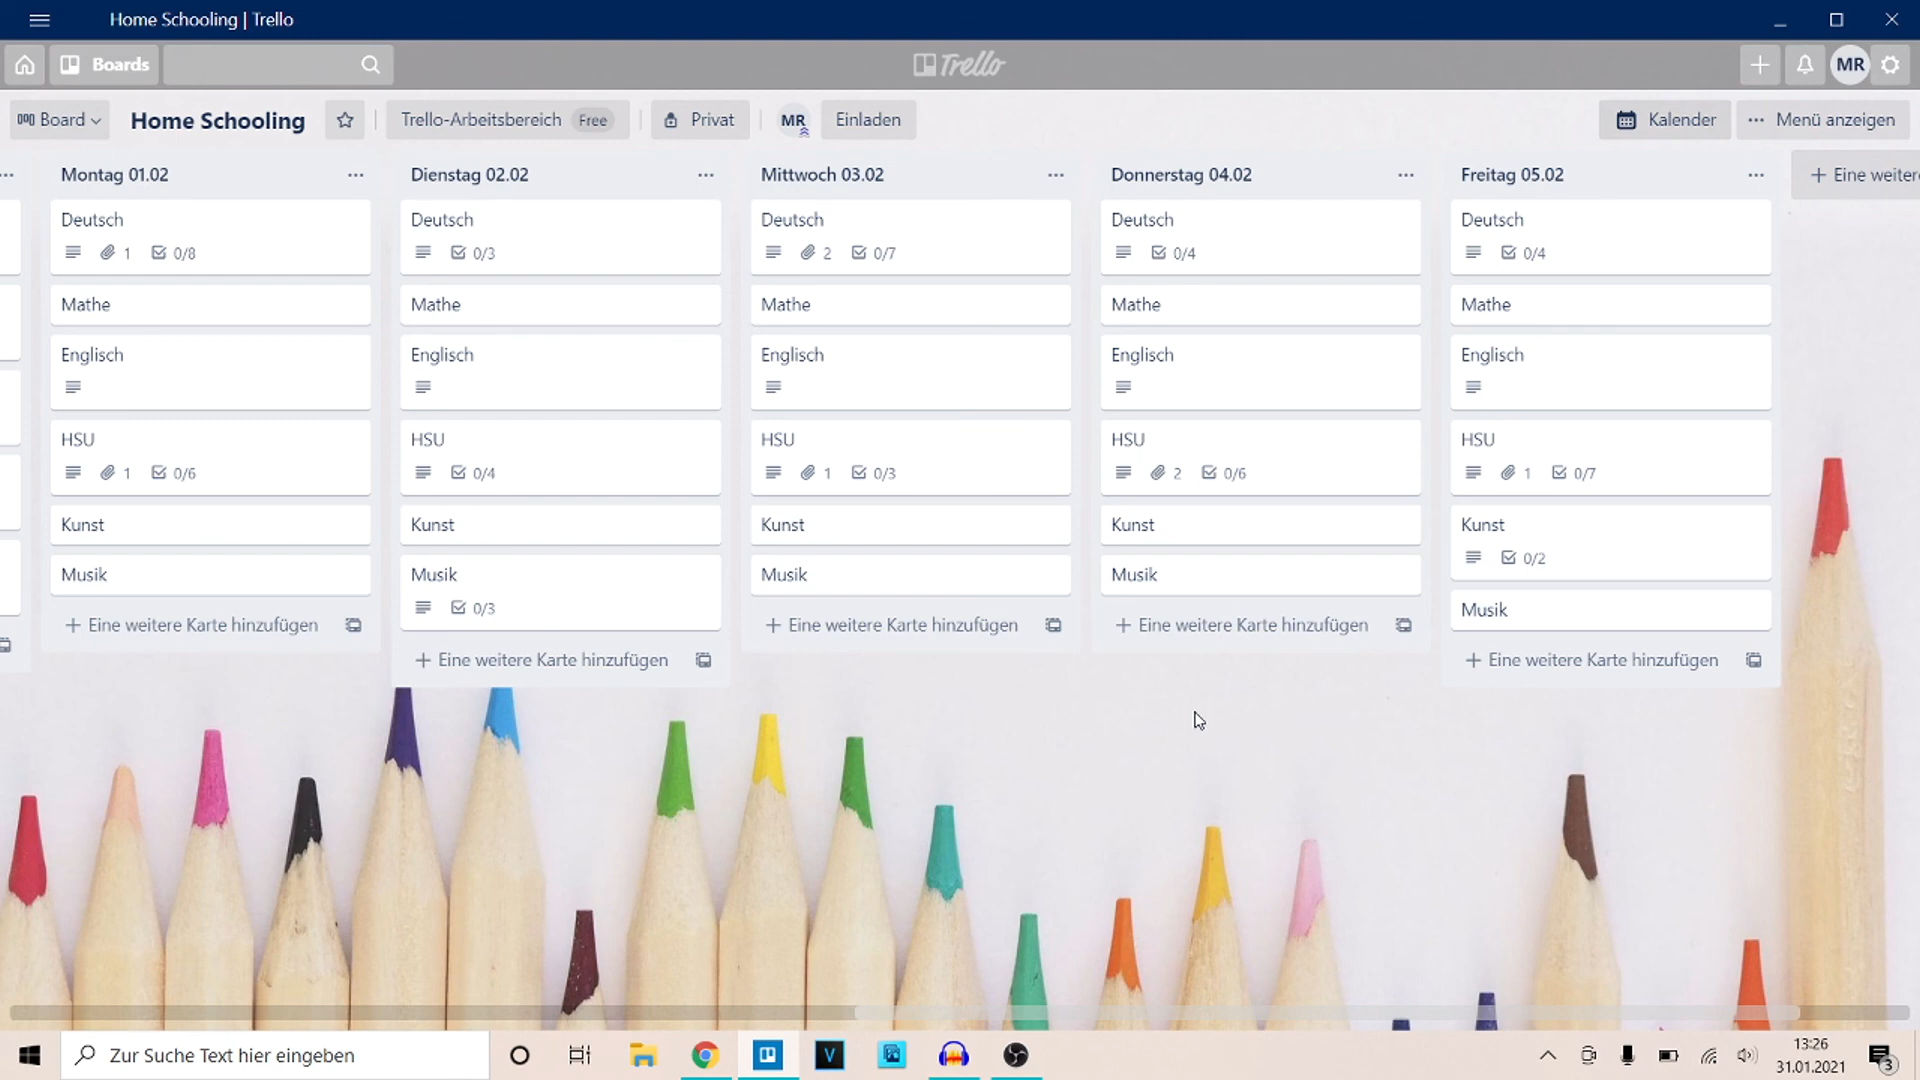 Home Schooling | Trello
Boards
Trello
MR
Board
Home Schooling
Trello-Arbeitsbereich Free
Privat
MR
Einladen
Kalender
Menü anzeigen
Montag 01.02
Deutsch
1 0/8
Mathe
Englisch
HSU
1 0/6
Kunst
Musik
+ Eine weitere Karte hinzufügen
Dienstag 02.02
Deutsch
0/3
Mathe
Englisch
HSU
0/4
Kunst
Musik
0/3
+ Eine weitere Karte hinzufügen
Mittwoch 03.02
Deutsch
2 0/7
Mathe
Englisch
HSU
1 0/3
Kunst
Musik
+ Eine weitere Karte hinzufügen
Donnerstag 04.02
Deutsch
0/4
Mathe
Englisch
HSU
2 0/6
Kunst
Musik
+ Eine weitere Karte hinzufügen
Freitag 05.02
Deutsch
0/4
Mathe
Englisch
HSU
1 0/7
Kunst
0/2
Musik
+ Eine weitere Karte hinzufügen
+ Eine weitere
Zur Suche Text hier eingeben
V
13:26
31.01.2021
3